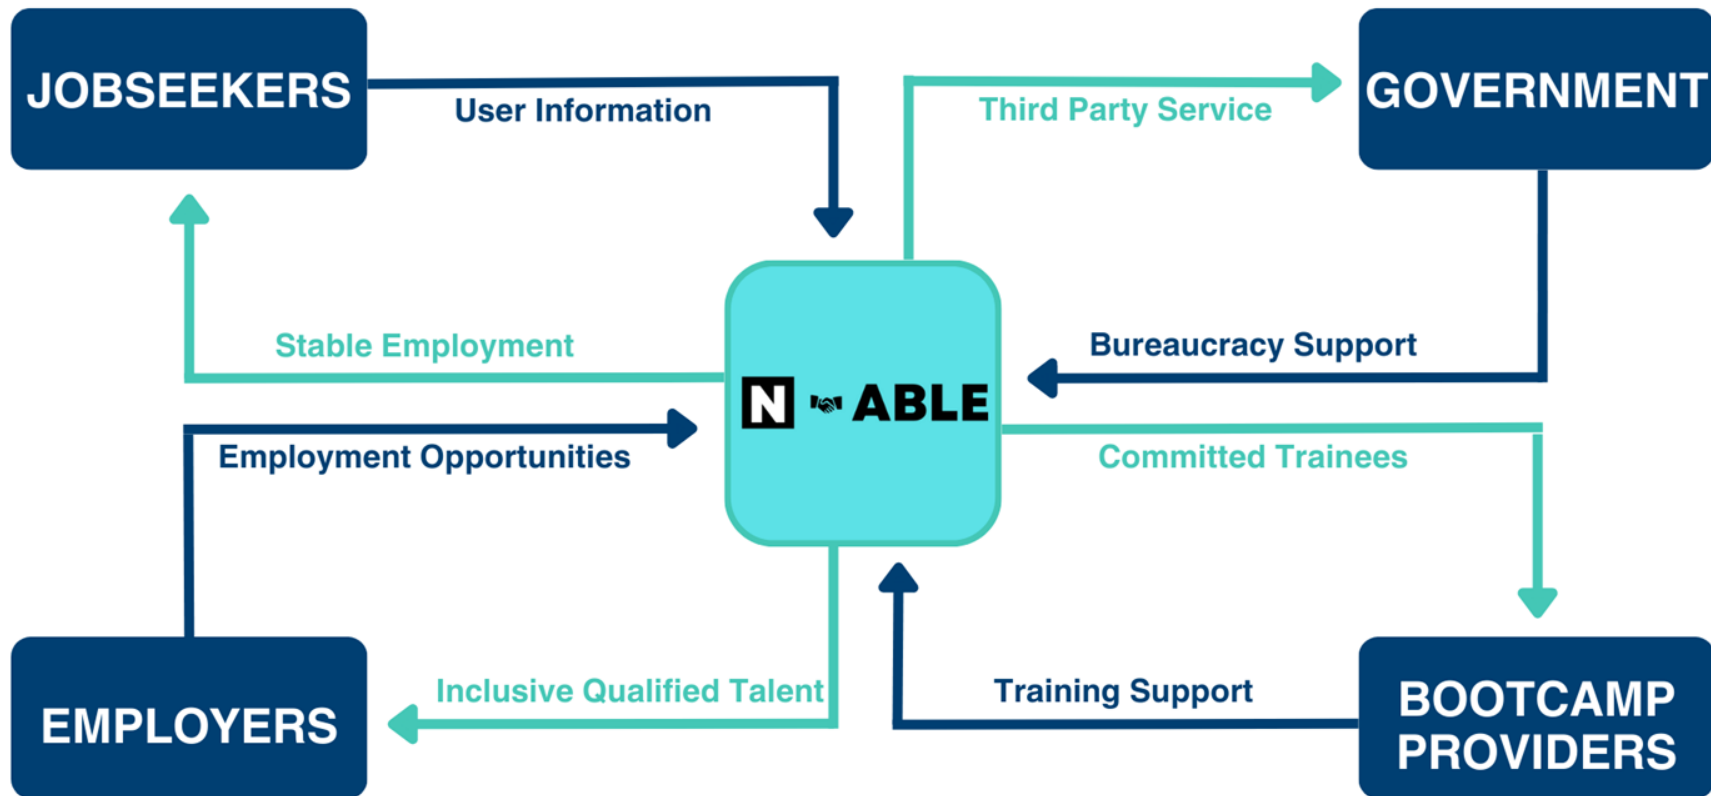 JOBSEEKERS
User Information
Third Party Service
GOVERNMENT
Stable Employment
Bureaucracy Support
N ABLE
Employment Opportunities
Committed Trainees
Inclusive Qualified Talent
Training Support
EMPLOYERS
BOOTCAMP
PROVIDERS